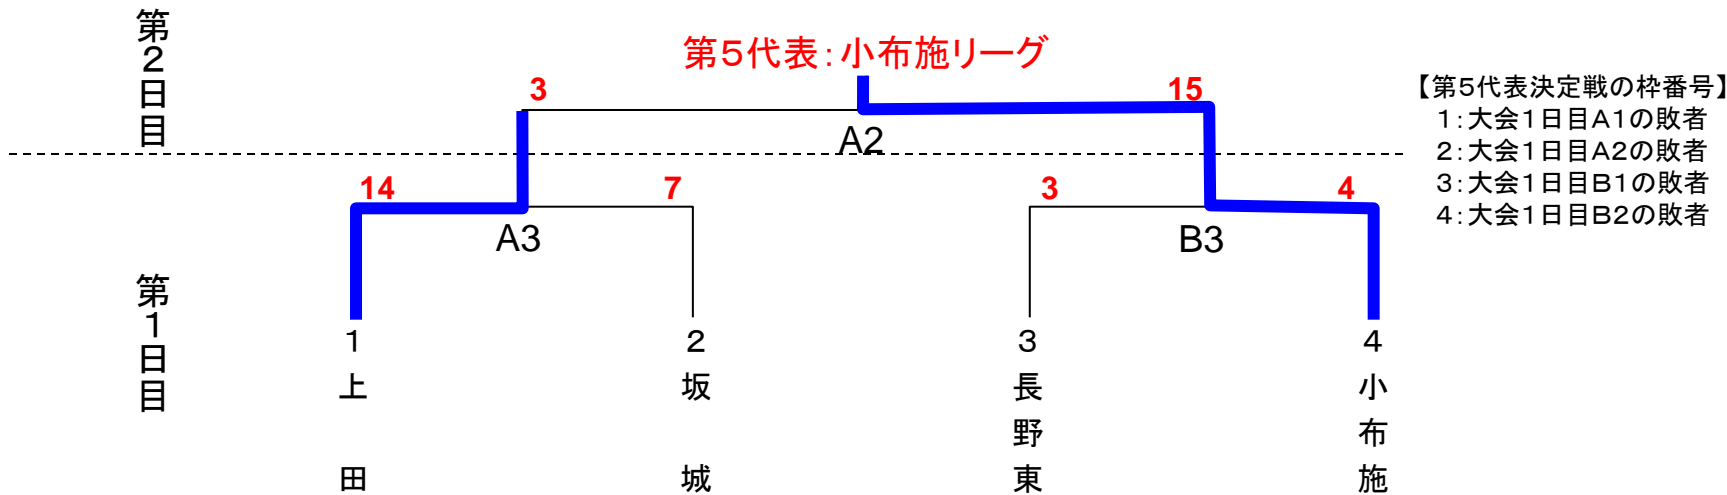 第2日目
第5代表：小布施リーグ
3
15
A2
【第5代表決定戦の枠番号】
1：大会1日目A1の敗者
2：大会1日目A2の敗者
3：大会1日目B1の敗者
4：大会1日目B2の敗者
14
7
3
4
A3
B3
第1日目
1
2
3
4
上田
坂城
長野東
小布施